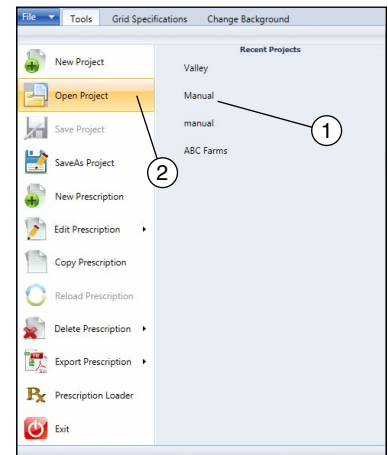 File Tools Grid Specifications Change Background
Recent Projects
New Project
Valley
Open Project
Manual
Save Project
manual
1
SaveAs Project
ABC Farms
2
New Prescription
Edit Prescription
Copy Prescription
Reload Prescription
Delete Prescription
Export Prescription
Rx Prescription Loader
Exit